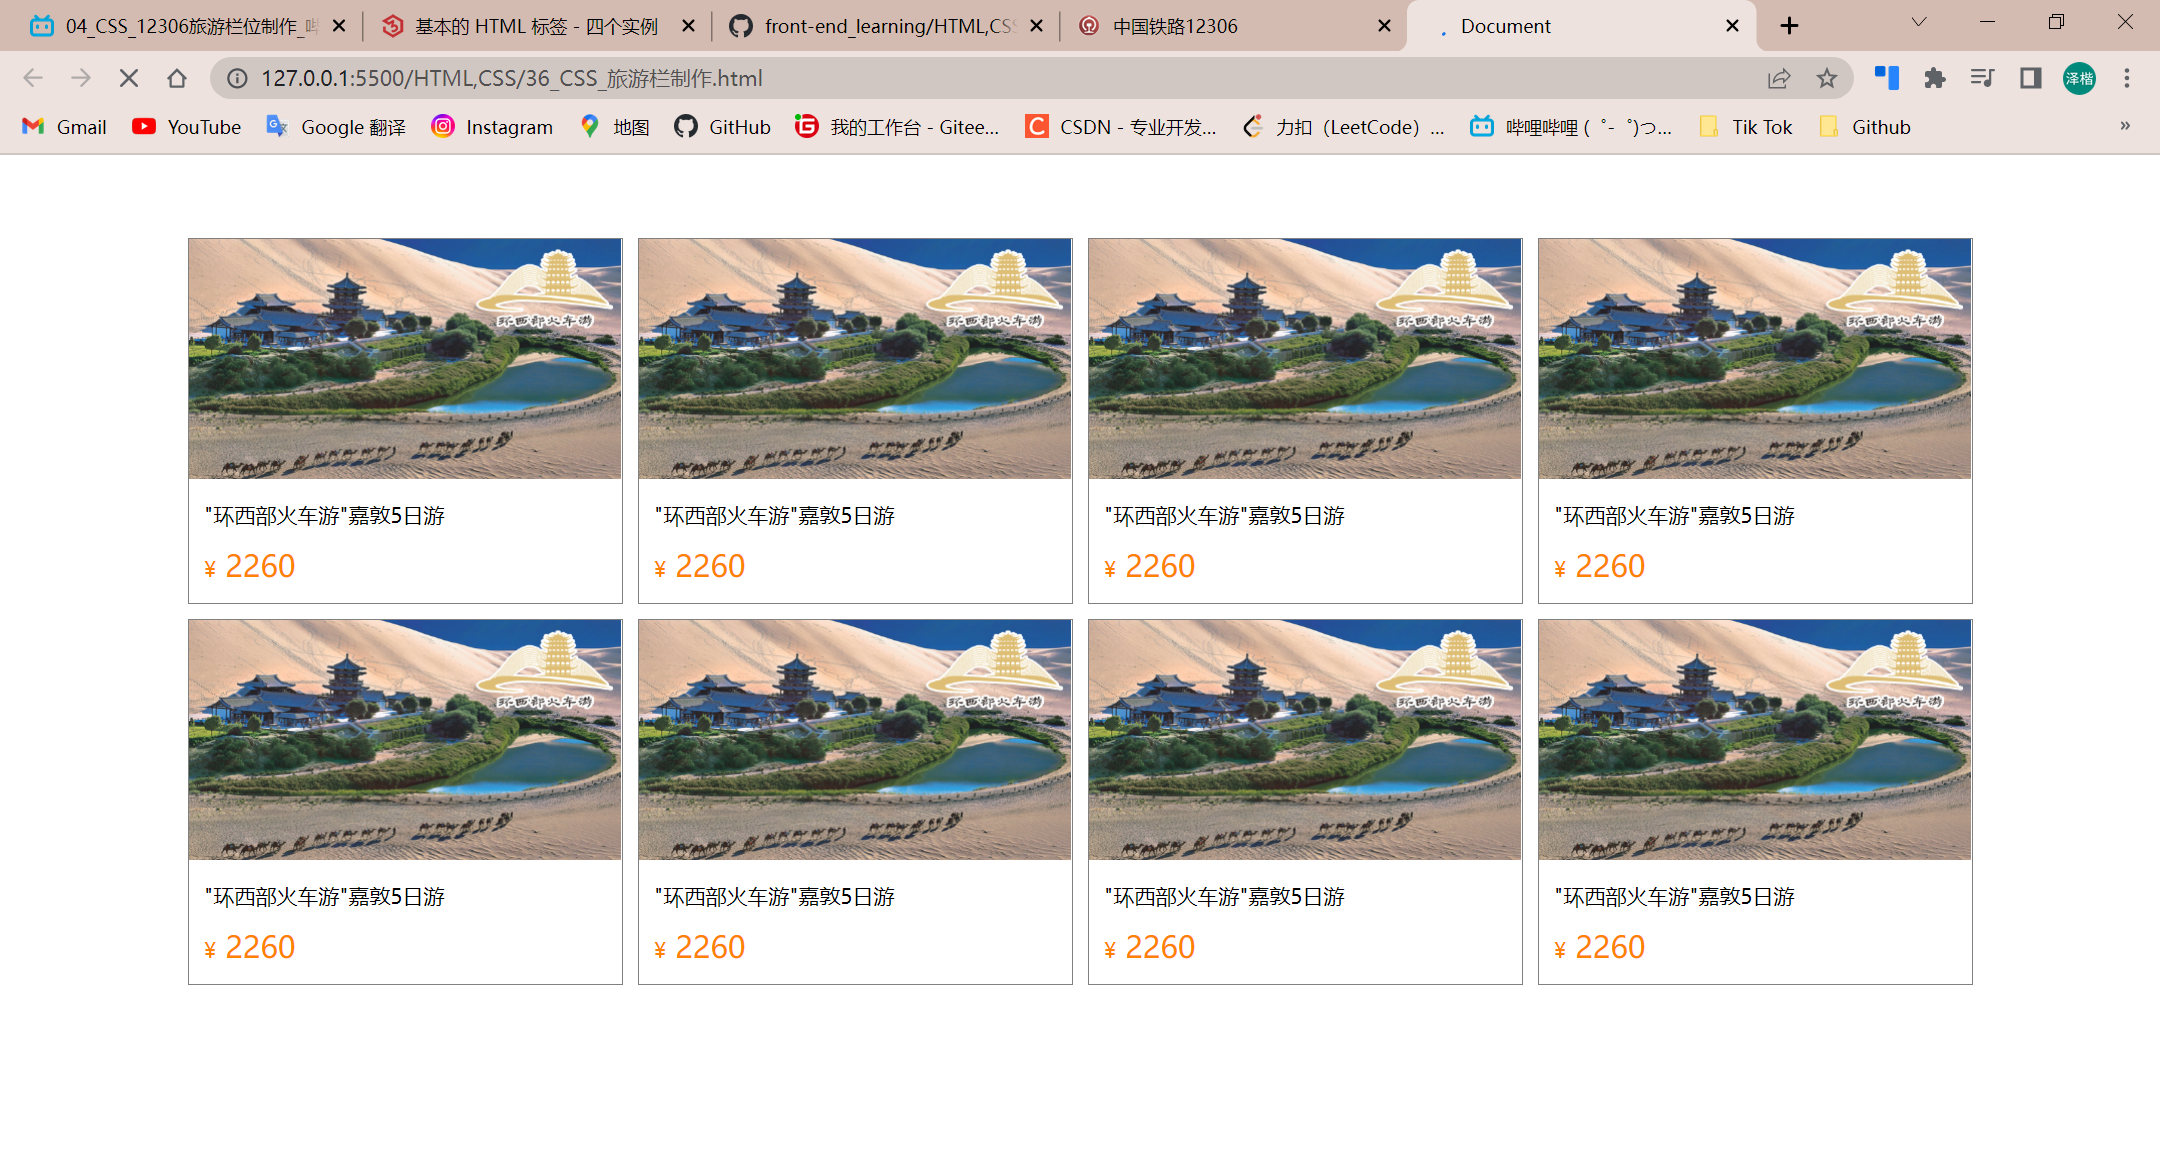 04_CSS_12306旅游栏位制作_哔
基本的 HTML 标签 - 四个实例
front-end_learning/HTML,CSS
中国铁路12306
Document
127.0.0.1:5500/HTML,CSS/36_CSS_旅游栏制作.html
泽楷
Gmail
YouTube
Google 翻译
Instagram
地图
GitHub
我的工作台 - Gitee...
CSDN - 专业开发...
力扣（LeetCode）...
哔哩哔哩 ( ゜- ゜)つ...
Tik Tok
Github
»
环西部火车游
环西部火车游
环西部火车游
环西部火车游
"环西部火车游"嘉敦5日游
"环西部火车游"嘉敦5日游
"环西部火车游"嘉敦5日游
"环西部火车游"嘉敦5日游
¥ 2260
¥ 2260
¥ 2260
¥ 2260
环西部火车游
环西部火车游
环西部火车游
环西部火车游
"环西部火车游"嘉敦5日游
"环西部火车游"嘉敦5日游
"环西部火车游"嘉敦5日游
"环西部火车游"嘉敦5日游
¥ 2260
¥ 2260
¥ 2260
¥ 2260